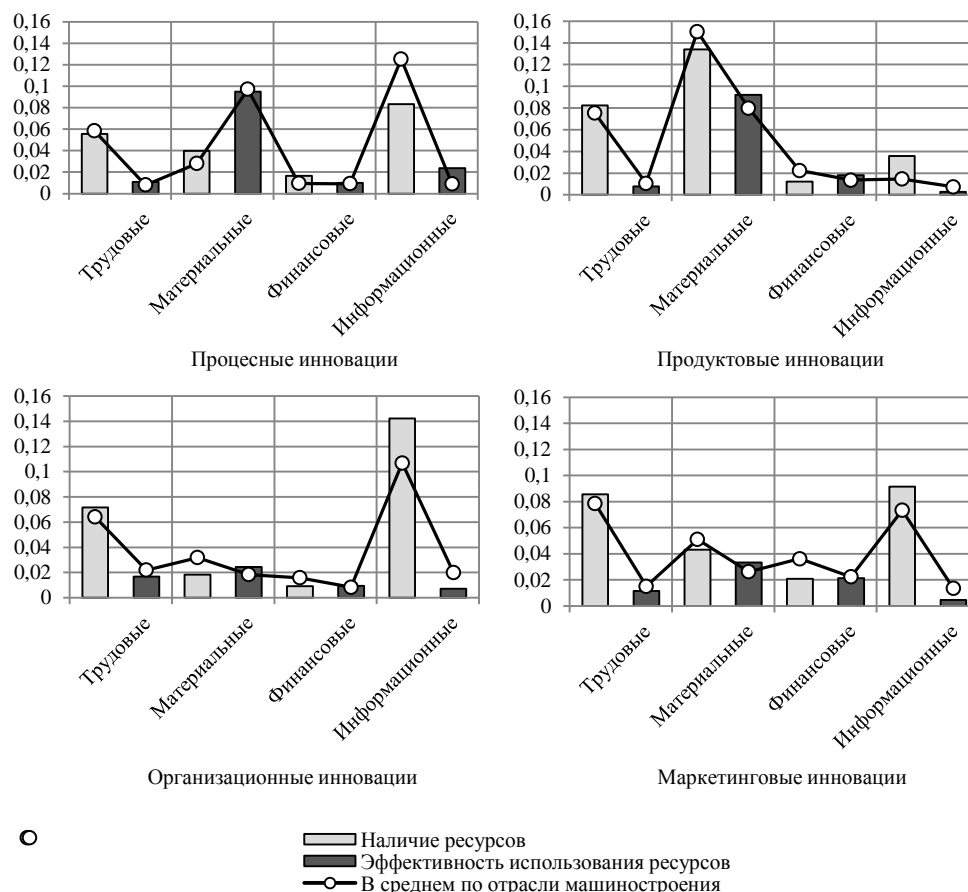 0,16
0,14
0,12
0,1
0,08
0,06
0,04
0,02
0
Трудовые
Материальные
Финансовые
Информационные
Процесные инновации
0,16
0,14
0,12
0,1
0,08
0,06
0,04
0,02
0
Трудовые
Материальные
Финансовые
Информационные
Продуктовые инновации
0,16
0,14
0,12
0,1
0,08
0,06
0,04
0,02
0
Трудовые
Материальные
Финансовые
Информационные
Организационные инновации
0,16
0,14
0,12
0,1
0,08
0,06
0,04
0,02
0
Трудовые
Материальные
Финансовые
Информационные
Маркетинговые инновации
Наличие ресурсов
Эффективность использования ресурсов
В среднем по отрасли машиностроения